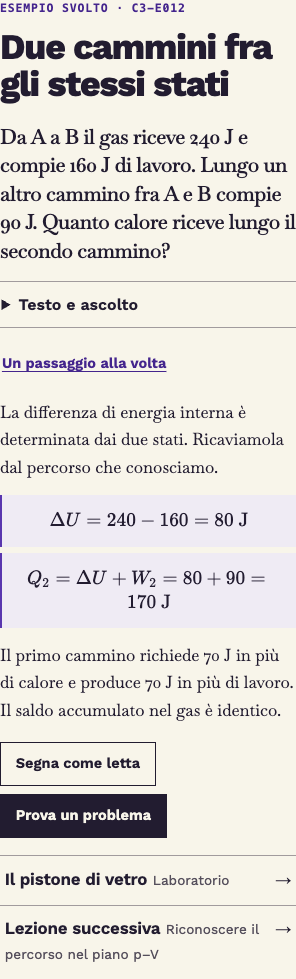 ESEMPIO SVOLTO · C3–E012
Due cammini fra
gli stessi stati
Da A a B il gas riceve 240 J e
compie 160 J di lavoro. Lungo un
altro cammino fra A e B compie
90 J. Quanto calore riceve lungo il
secondo cammino?
▶ Testo e ascolto
Un passaggio alla volta
La differenza di energia interna è
determinata dai due stati. Ricaviamola
dal percorso che conosciamo.
ΔU = 240 − 160 = 80 J
Q₂ = ΔU + W₂ = 80 + 90 =
170 J
Il primo cammino richiede 70 J in più
di calore e produce 70 J in più di lavoro.
Il saldo accumulato nel gas è identico.
Segna come letta
Prova un problema
Il pistone di vetro Laboratorio →
Lezione successiva Riconoscere il →
percorso nel piano p–V